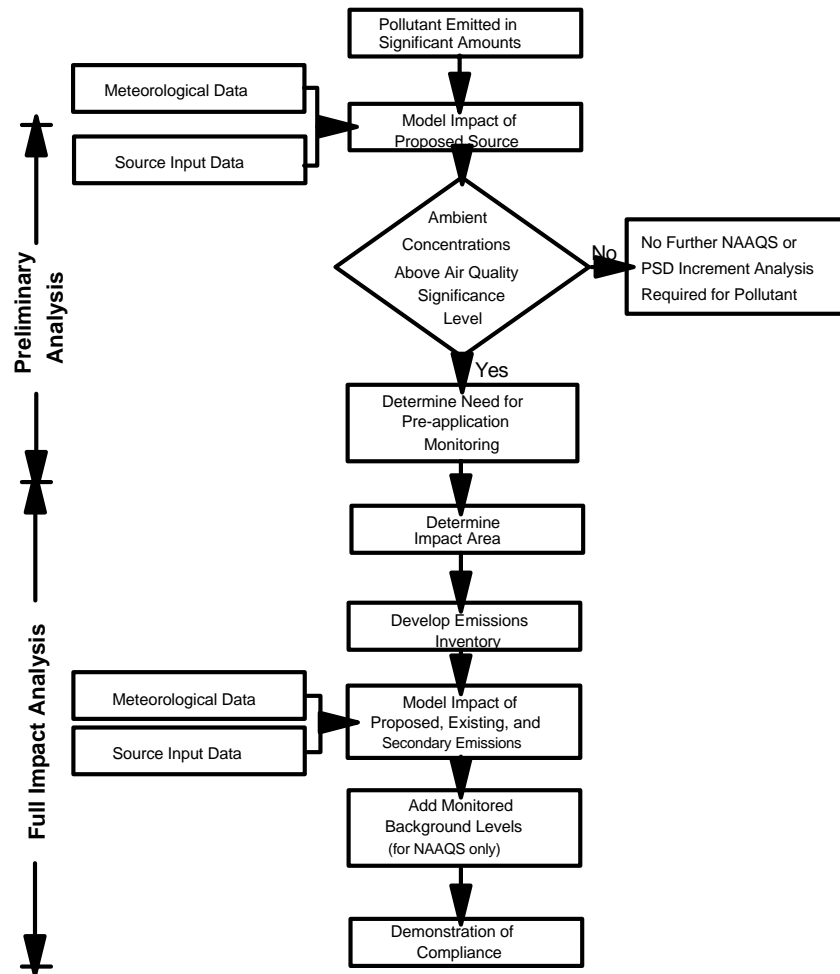 Pollutant Emitted in
Significant Amounts
Meteorological Data
Source Input Data
Model Impact of
Proposed Source
Preliminary
Analysis
Ambient
Concentrations
Above Air Quality
Significance
Level
No
No Further NAAQS or
PSD Increment Analysis
Required for Pollutant
Yes
Determine Need for
Pre-application
Monitoring
Full Impact Analysis
Determine
Impact Area
Develop Emissions
Inventory
Meteorological Data
Source Input Data
Model Impact of
Proposed, Existing, and
Secondary Emissions
Add Monitored
Background Levels
(for NAAQS only)
Demonstration of
Compliance